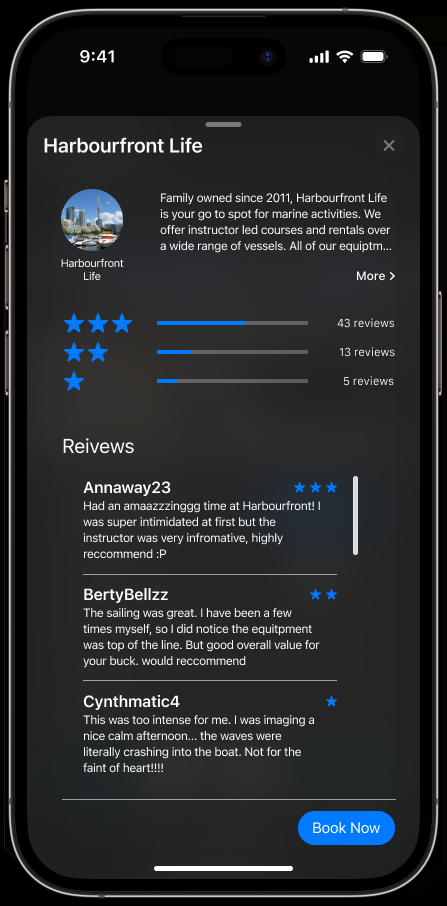 9:41
Harbourfront Life
Family owned since 2011, Harbourfront Life
is your go to spot for marine activities. We
offer instructor led courses and rentals over
a wide range of vessels. All of our equiptm...
Harbourfront
Life
More >
43 reviews
13 reviews
5 reviews
Reivews
Annaway23
Had an amaazzzinggg time at Harbourfront! I
was super intimidated at first but the
instructor was very infromative, highly
reccommend :P
BertyBellzz
The sailing was great. I have been a few
times myself, so I did notice the equitpment
was top of the line. But good overall value for
your buck. would reccommend
Cynthmatic4
This was too intense for me. I was imaging a
nice calm afternoon... the waves were
literally crashing into the boat. Not for the
faint of heart!!!!
Book Now